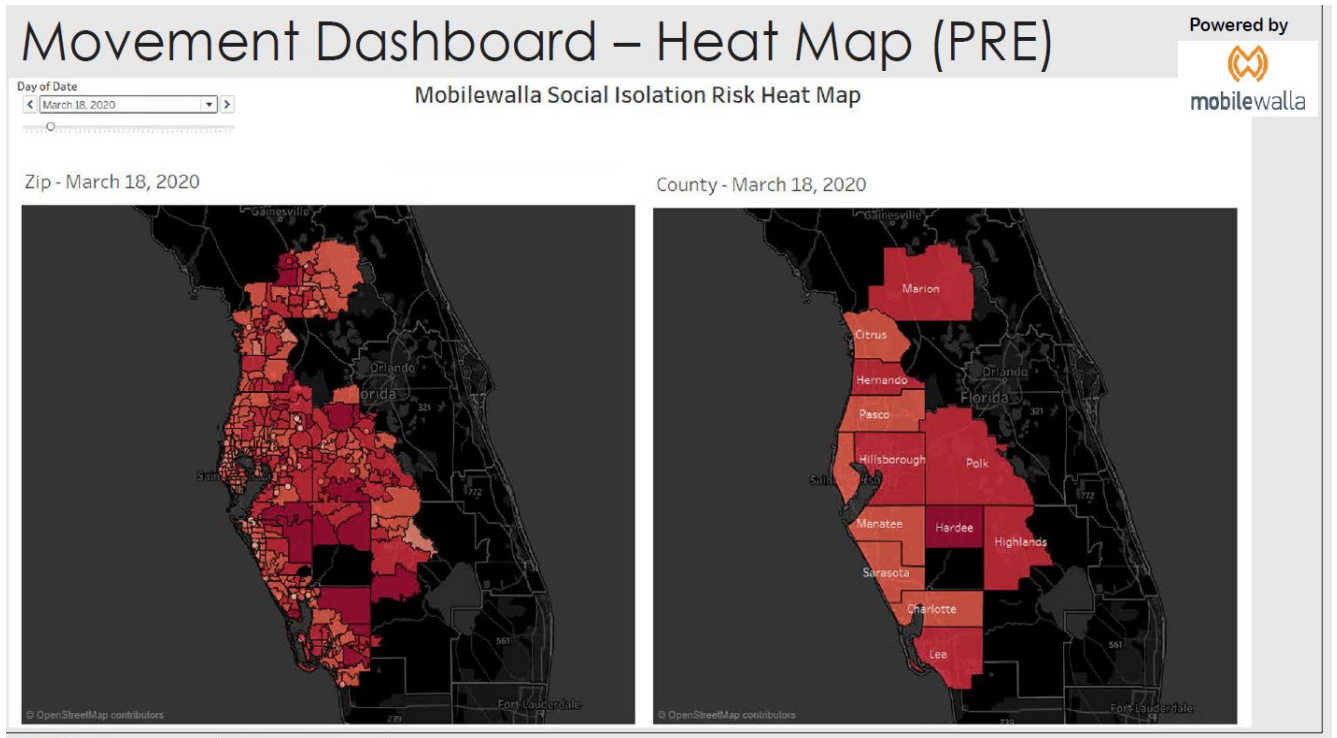 Movement Dashboard – Heat Map (PRE)
Powered by
mobilewalla
Day of Date
March 18, 2020
Mobilewalla Social Isolation Risk Heat Map
Zip - March 18, 2020
County - March 18, 2020
Gainesville
Orlando
Florida
321
772
561
Fort Lauderdale
239
© OpenStreetMap contributors
Gainesville
Marion
Citrus
Orlando
Hernando
Florida
321
Pasco
Hillsborough
Polk
772
Manatee
Hardee
Highlands
Sarasota
Charlotte
561
Lee
Fort Lauderdale
239
© OpenStreetMap contributors